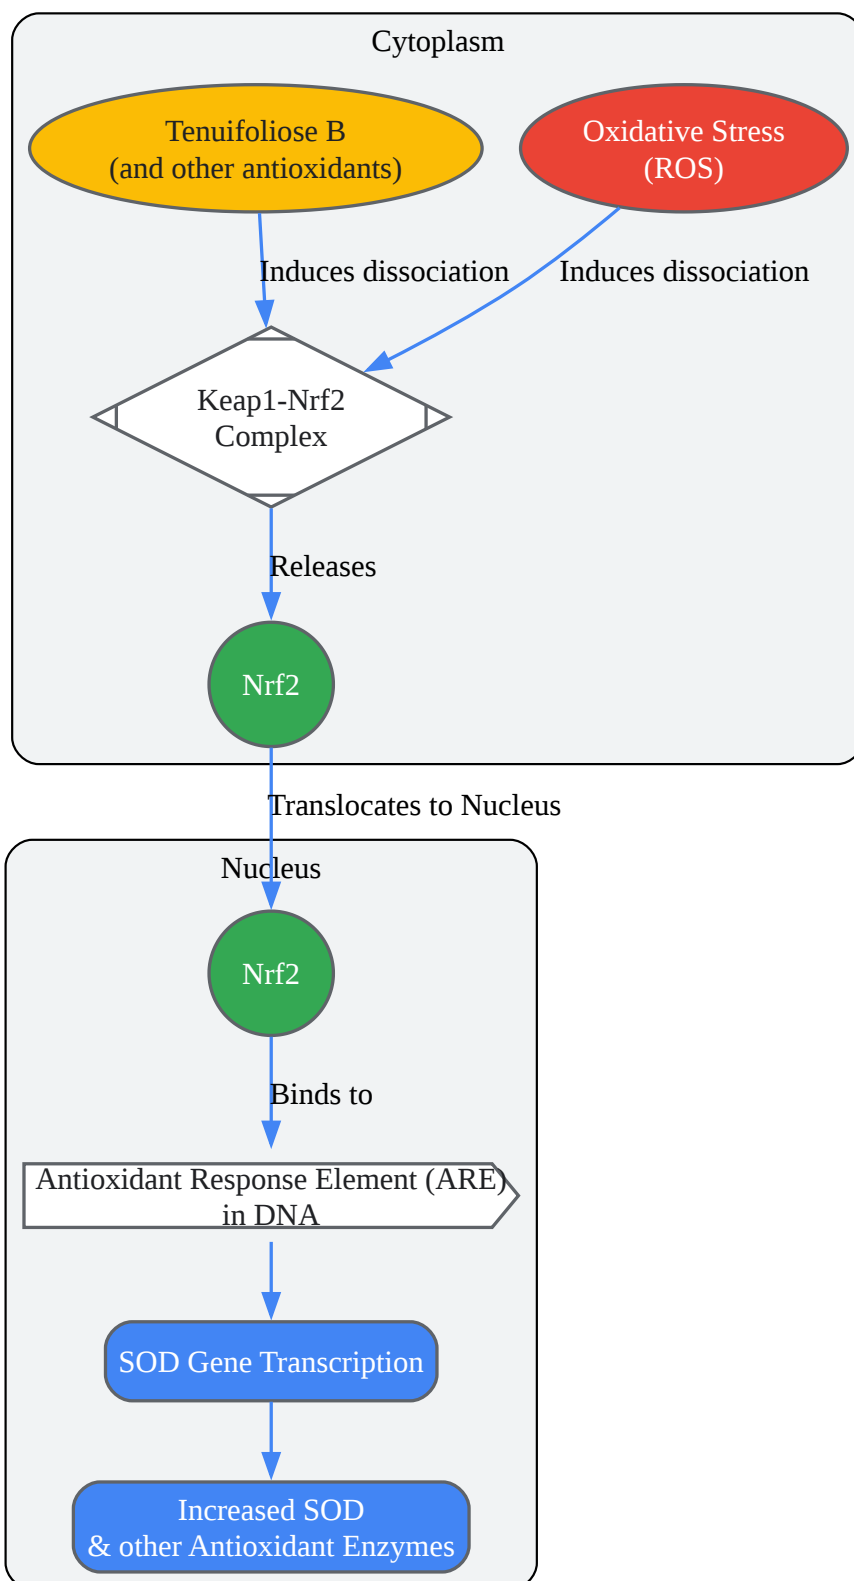 Cytoplasm
Tenuifoliose B
(and other antioxidants)
Oxidative Stress
(ROS)
Induces dissociation
Induces dissociation
Keap1-Nrf2
Complex
Releases
Nrf2
Translocates to Nucleus
Nucleus
Nrf2
Binds to
Antioxidant Response Element (ARE)
in DNA
SOD Gene Transcription
Increased SOD
& other Antioxidant Enzymes